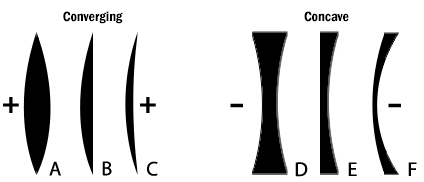 Converging Concave
+ A B C + - D E - F